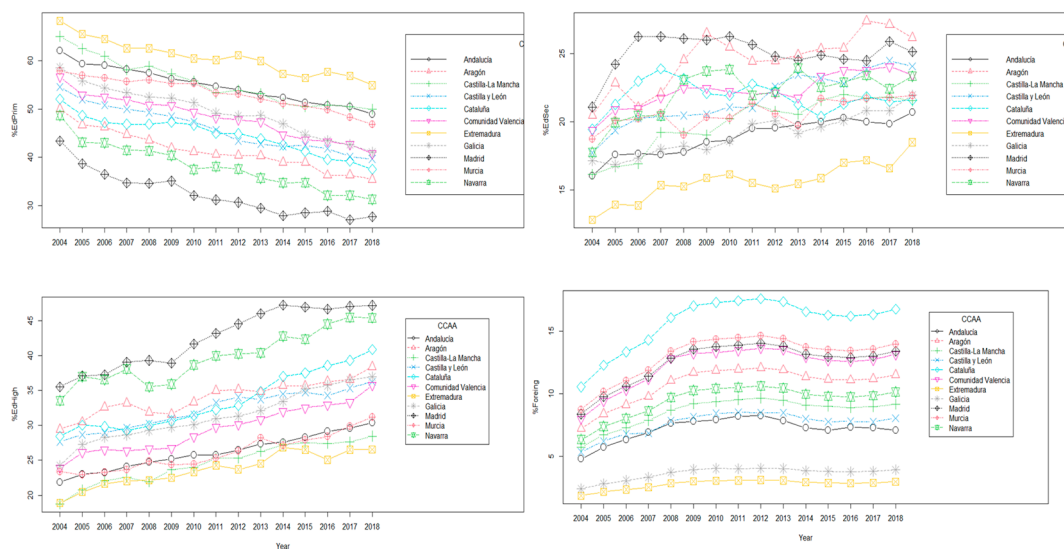 %EdPrim
60
50
40
30
2004 2005 2006 2007 2008 2009 2010 2011 2012 2013 2014 2015 2016 2017 2018
Andalucía
Aragón
Castilla-La Mancha
Castilla y León
Cataluña
Comunidad Valencia
Extremadura
Galicia
Madrid
Murcia
Navarra
%EdSec
25
20
15
2004 2005 2006 2007 2008 2009 2010 2011 2012 2013 2014 2015 2016 2017 2018
Andalucía
Aragón
Castilla-La Mancha
Castilla y León
Cataluña
Comunidad Valencia
Extremadura
Galicia
Madrid
Murcia
Navarra
%EdHigh
45
40
35
30
25
20
2004 2005 2006 2007 2008 2009 2010 2011 2012 2013 2014 2015 2016 2017 2018
Year
CCAA
Andalucía
Aragón
Castilla-La Mancha
Castilla y León
Cataluña
Comunidad Valencia
Extremadura
Galicia
Madrid
Murcia
Navarra
%Foreng
15
10
5
2004 2005 2006 2007 2008 2009 2010 2011 2012 2013 2014 2015 2016 2017 2018
Year
CCAA
Andalucía
Aragón
Castilla-La Mancha
Castilla y León
Cataluña
Comunidad Valencia
Extremadura
Galicia
Madrid
Murcia
Navarra